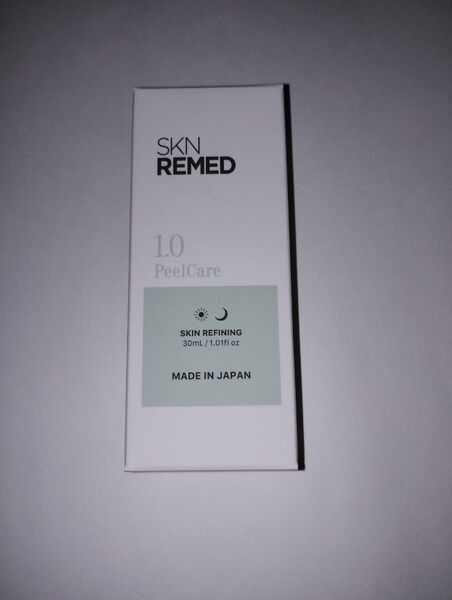 SKN
REMED
1.0
PeelCare
SKIN REFINING
30mL / 1.01fl oz
MADE IN JAPAN